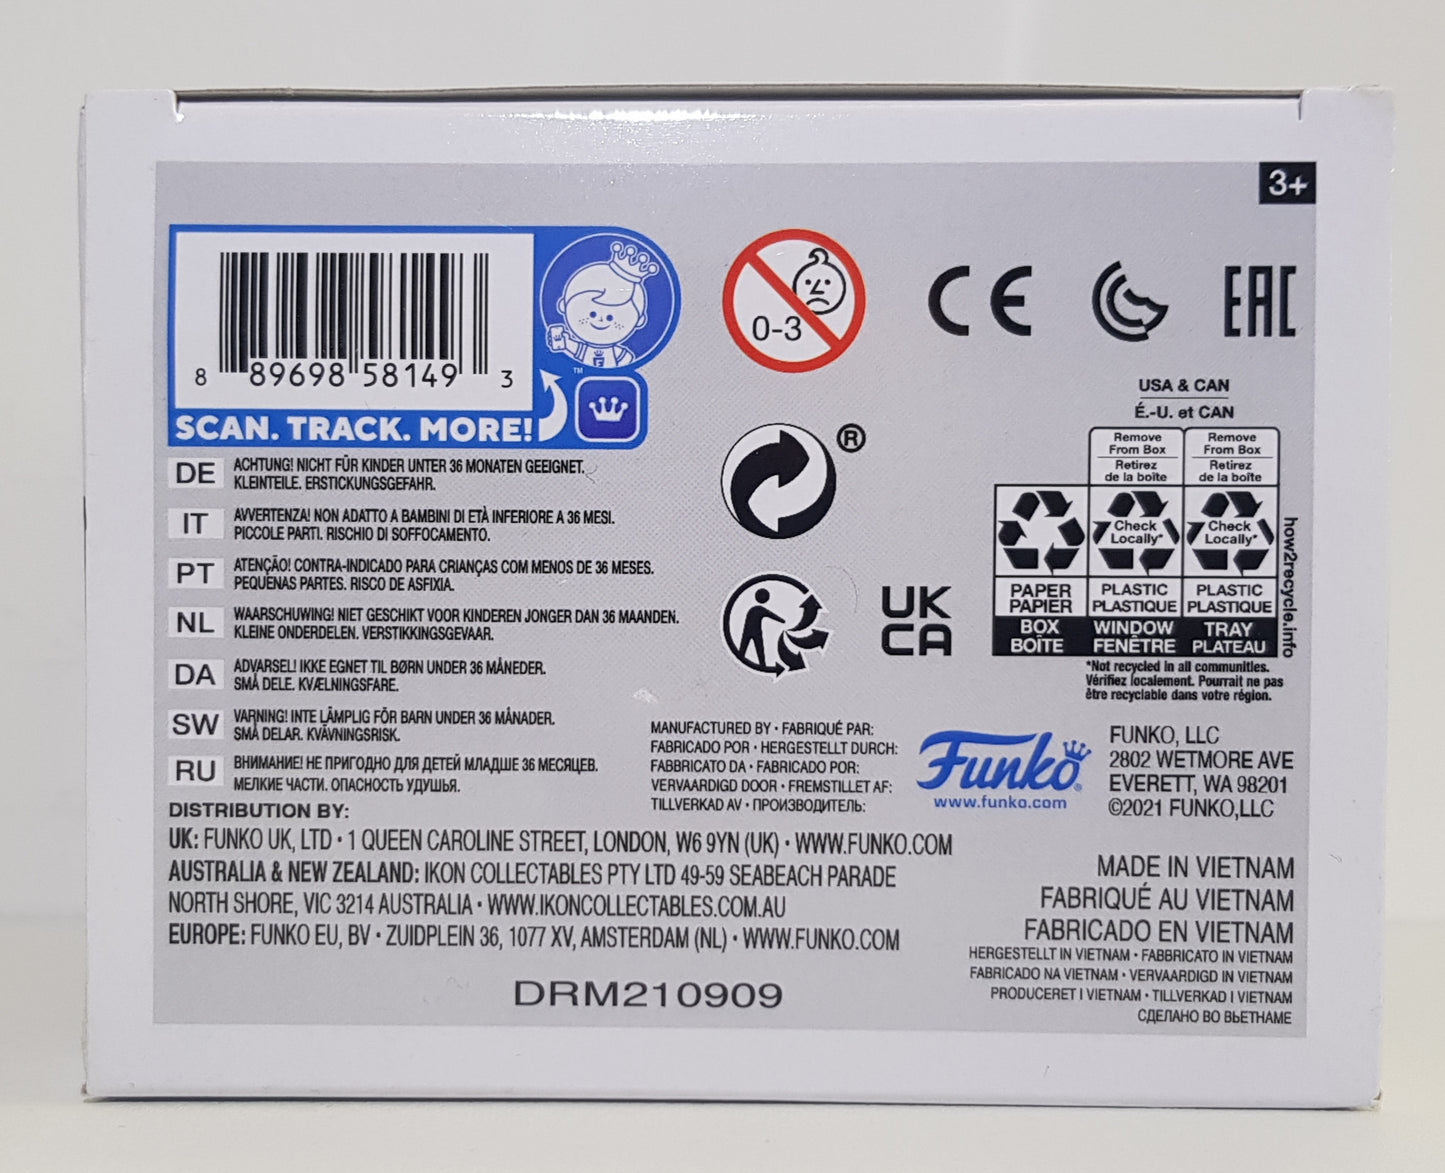 3+
8 89698 58149 3
SCAN. TRACK. MORE!
TM
0-3
CE
EAC
USA & CAN
É.-U. et CAN
Remove
From Box
Retirez
de la boîte
Remove
From Box
Retirez
de la boîte
Check
Locally*
Check
Locally*
PAPER
PAPIER
PLASTIC
PLASTIQUE
PLASTIC
PLASTIQUE
BOX
BOÎTE
WINDOW
FENÊTRE
TRAY
PLATEAU
how2recycle.info
*Not recycled in all communities.
Vérifiez localement. Pourrait ne pas
être recyclable dans votre région.
®
UK
CA
DE ACHTUNG! NICHT FÜR KINDER UNTER 36 MONATEN GEEIGNET.
KLEINTEILE. ERSTICKUNGSGEFAHR.
IT AVVERTENZA! NON ADATTO A BAMBINI DI ETÀ INFERIORE A 36 MESI.
PICCOLE PARTI. RISCHIO DI SOFFOCAMENTO.
PT ATENÇÃO! CONTRA-INDICADO PARA CRIANÇAS COM MENOS DE 36 MESES.
PEQUENAS PARTES. RISCO DE ASFIXIA.
NL WAARSCHUWING! NIET GESCHIKT VOOR KINDEREN JONGER DAN 36 MAANDEN.
KLEINE ONDERDELEN. VERSTIKKINGSGEVAAR.
DA ADVARSEL! IKKE EGNET TIL BØRN UNDER 36 MÅNEDER.
SMÅ DELE. KVÆLNINGSFARE.
SW VARNING! INTE LÄMPLIG FÖR BARN UNDER 36 MÅNADER.
SMÅ DELAR. KVÄVNINGSRISK.
RU ВНИМАНИЕ! НЕ ПРИГОДНО ДЛЯ ДЕТЕЙ МЛАДШЕ 36 МЕСЯЦЕВ.
МЕЛКИЕ ЧАСТИ. ОПАСНОСТЬ УДУШЬЯ.
MANUFACTURED BY • FABRIQUÉ PAR:
FABRICADO POR • HERGESTELLT DURCH:
FABBRICATO DA • FABRICADO POR:
VERVAARDIGD DOOR • FREMSTILLET AF:
TILLVERKAD AV • ПРОИЗВОДИТЕЛЬ:
Funko®
www.funko.com
FUNKO, LLC
2802 WETMORE AVE
EVERETT, WA 98201
©2021 FUNKO,LLC
DISTRIBUTION BY:
UK: FUNKO UK, LTD • 1 QUEEN CAROLINE STREET, LONDON, W6 9YN (UK) • WWW.FUNKO.COM
AUSTRALIA & NEW ZEALAND: IKON COLLECTABLES PTY LTD 49-59 SEABEACH PARADE
NORTH SHORE, VIC 3214 AUSTRALIA • WWW.IKONCOLLECTABLES.COM.AU
EUROPE: FUNKO EU, BV • ZUIDPLEIN 36, 1077 XV, AMSTERDAM (NL) • WWW.FUNKO.COM
MADE IN VIETNAM
FABRIQUÉ AU VIETNAM
FABRICADO EN VIETNAM
HERGESTELLT IN VIETNAM • FABBRICATO IN VIETNAM
FABRICADO NA VIETNAM • VERVAARDIGD IN VIETNAM
PRODUCERET I VIETNAM • TILLVERKAD I VIETNAM
СДЕЛАНО ВО ВЬЕТНАМЕ
DRM210909